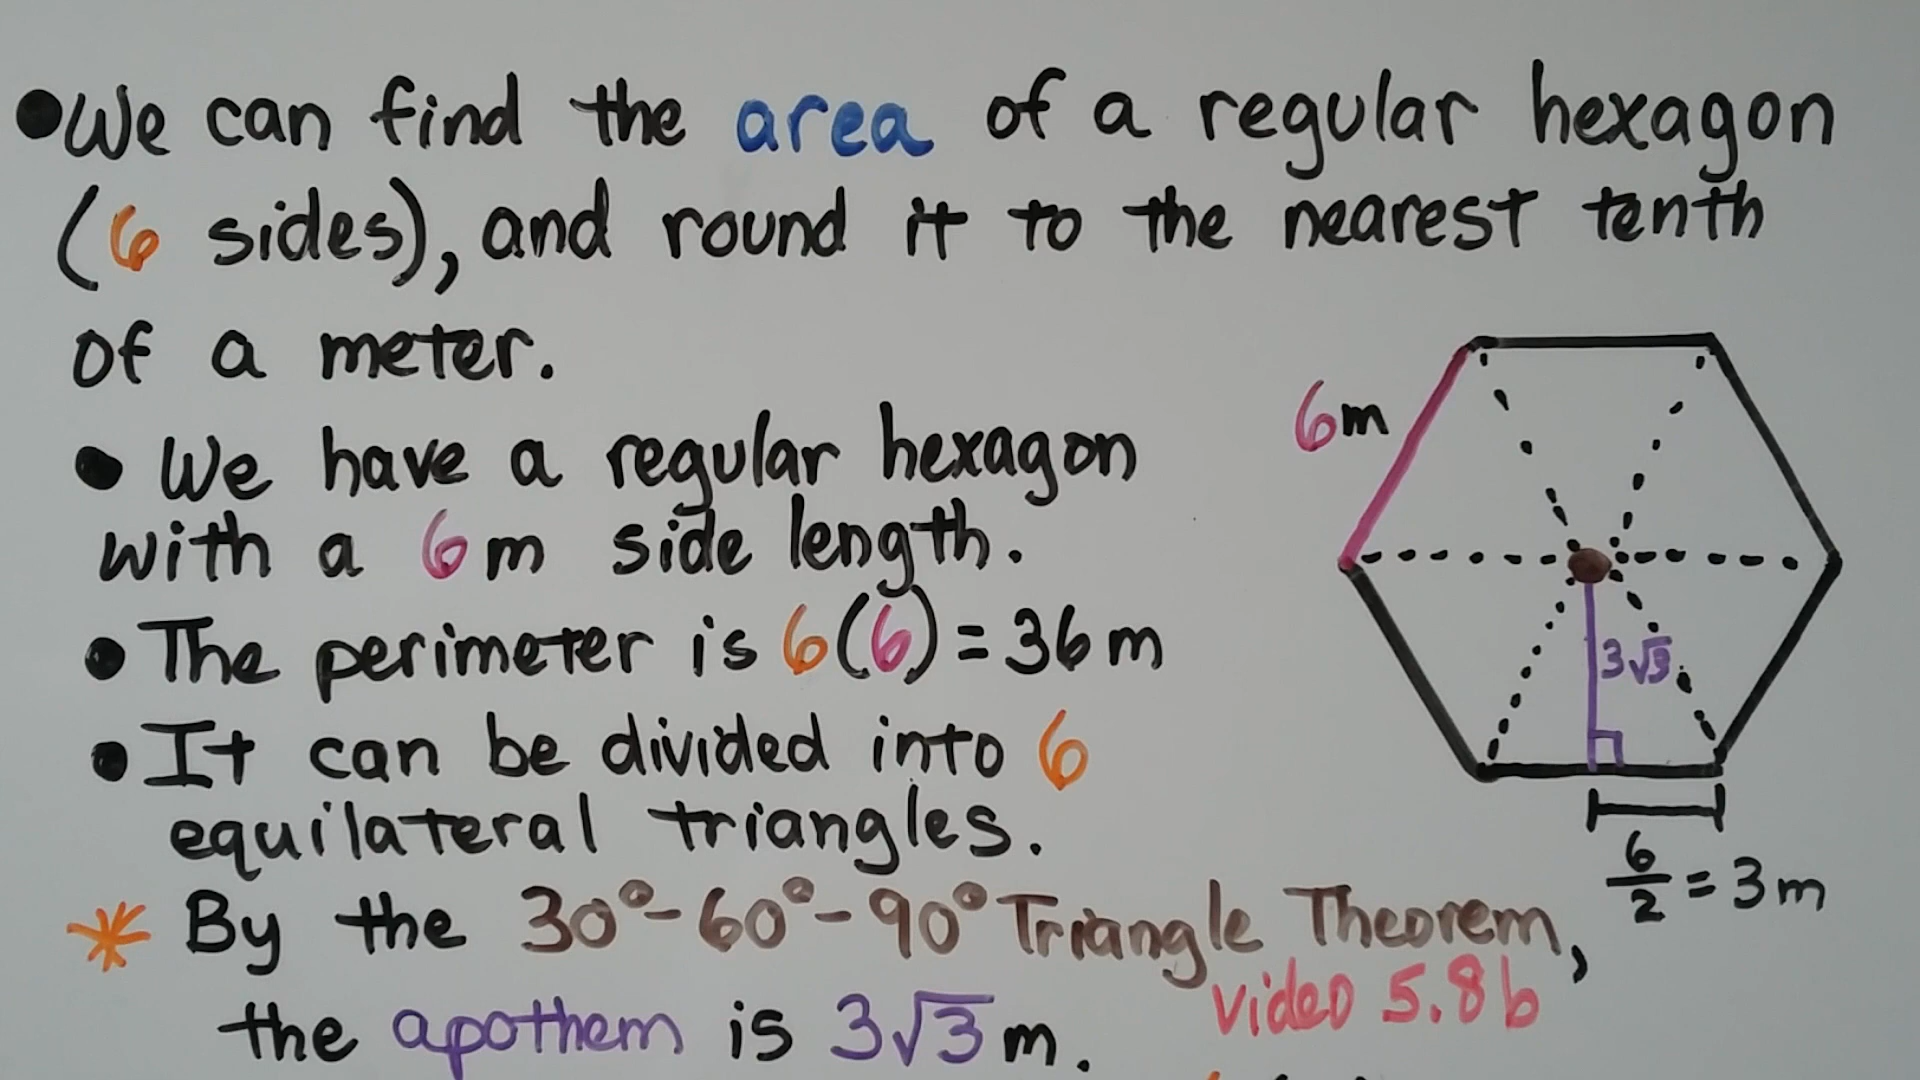 •We can find the area of a regular hexagon
(6 sides), and round it to the nearest tenth
of a meter.
• We have a regular hexagon
with a 6m side length.
• The perimeter is 6(6) = 36m
• It can be divided into 6
equilateral triangles.
* By the 30°-60°-90° Triangle Theorem,
video 5.8b
the apothem is 3√3 m.
6m
3√3
6/2 = 3m